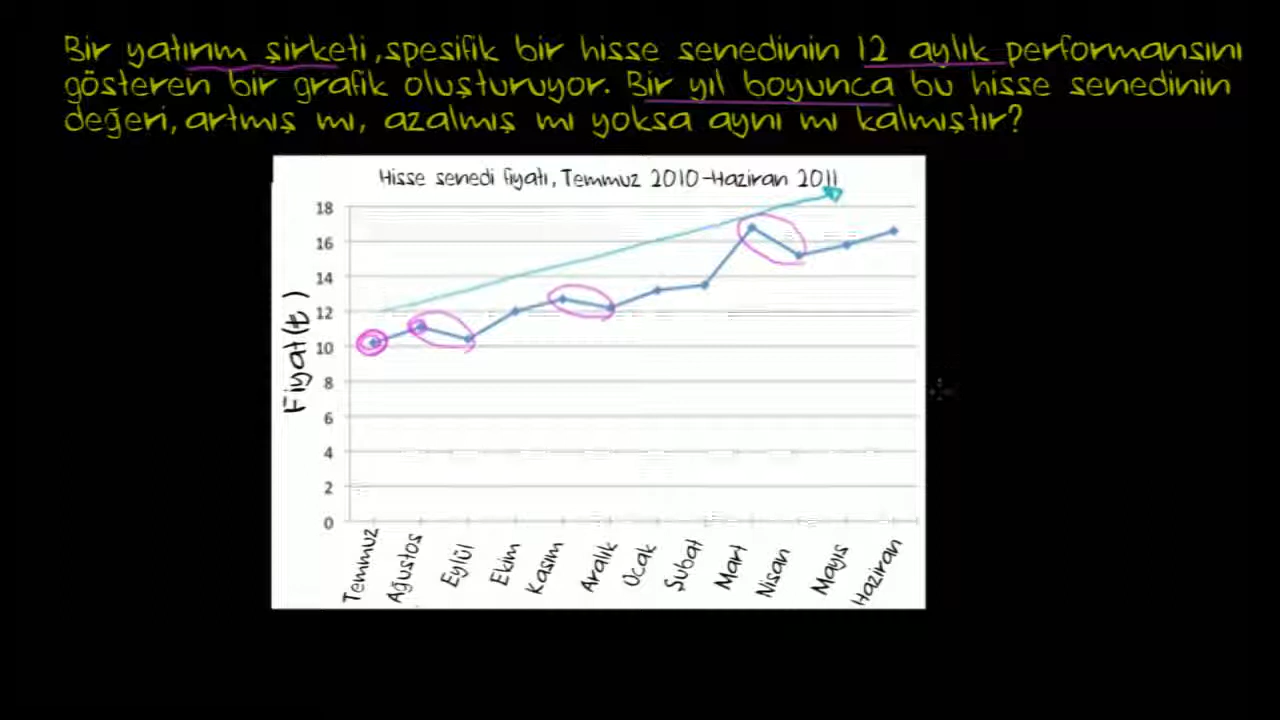 Bir yatırım şirketi, spesifik bir hisse senedinin 12 aylık performansını
gösteren bir grafik oluşturuyor. Bir yıl boyunca bu hisse senedinin
değeri, artmış mı, azalmış mı yoksa aynı mı kalmıştır?
Hisse senedi fiyatı, Temmuz 2010-Haziran 2011
Fiyat(₺)
18
16
14
12
10
8
6
4
2
0
Temmuz
Ağustos
Eylül
Ekim
Kasım
Aralık
Ocak
Şubat
Mart
Nisan
Mayıs
Haziran